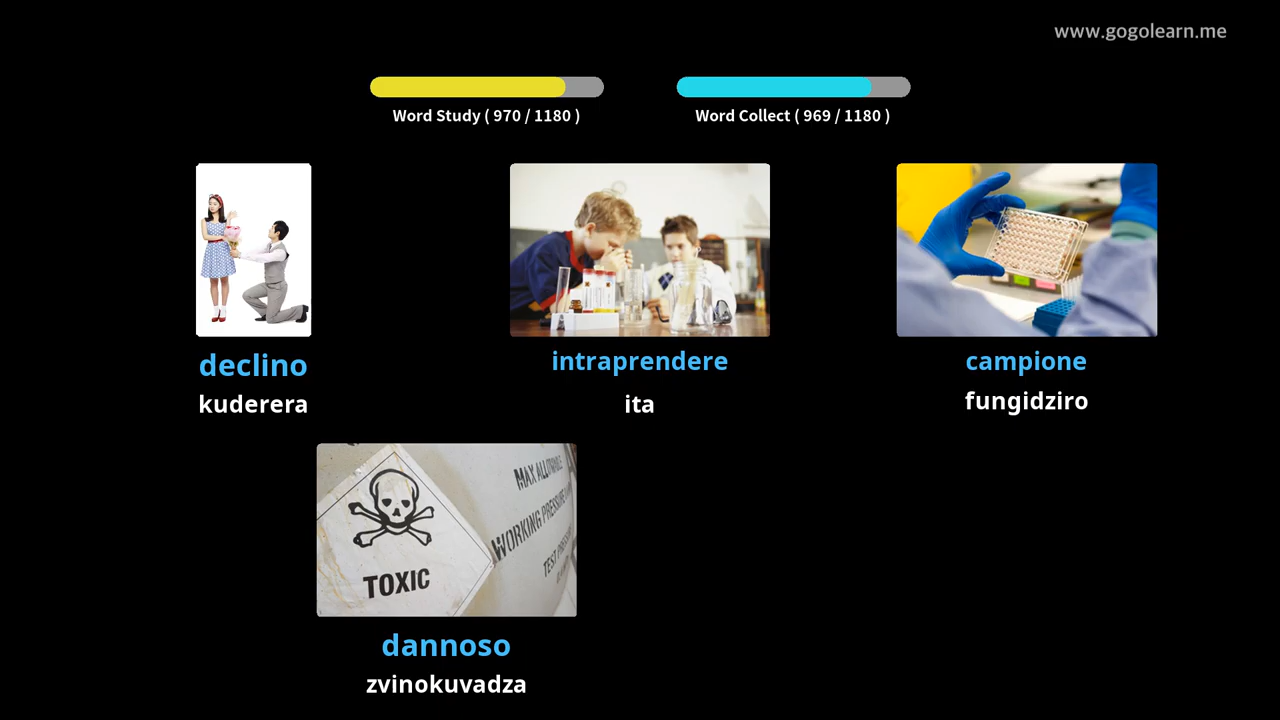 www.gogolearn.me
Word Study ( 970 / 1180 )
Word Collect ( 969 / 1180 )
declino
kuderera
intraprendere
ita
campione
fungidziro
TOXIC
MAX ALLOWABLE
WORKING PRESSURE
TEST
dannoso
zvinokuvadza